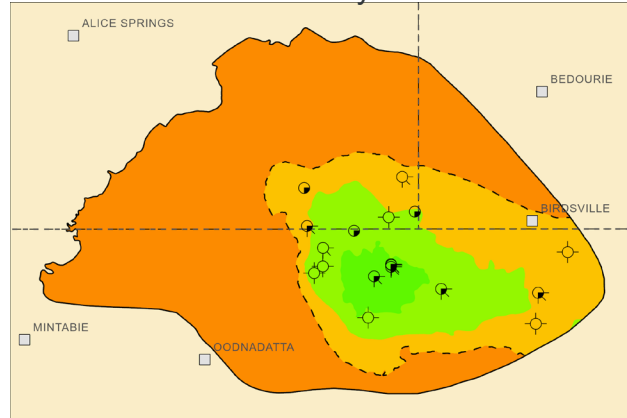 ALICE SPRINGS
BEDOURIE
BIRDSVILLE
MINTABIE
OODNADATTA